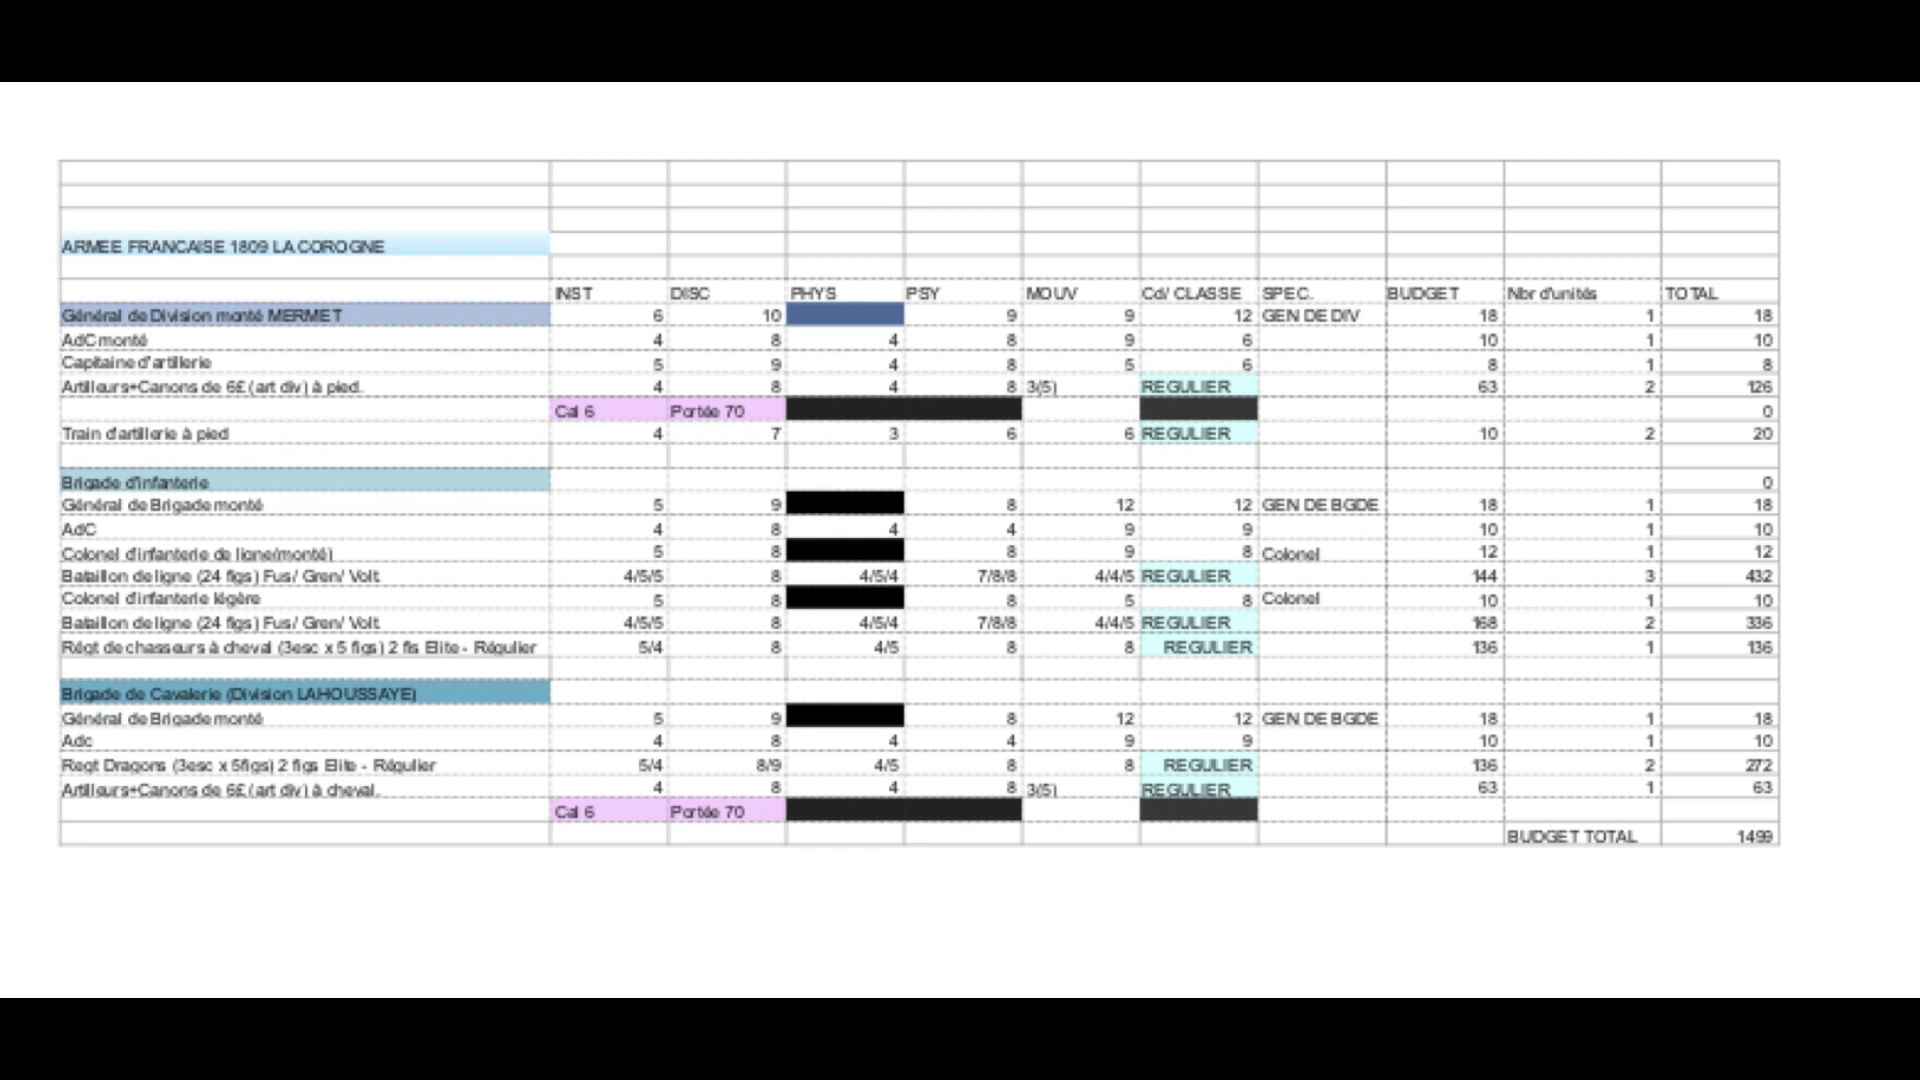 ARMEE FRANCAISE 1809 LA COROGNE
INST DISC PHYS PSY MOUV Cd/ CLASSE SPEC. BUDGET Nbr d'unités TOTAL
Général de Division monté MERMET 6 10 9 9 12 GEN DE DIV 18 1 18
AdC monté 4 8 4 8 9 6 10 1 10
Capitaine d'artillerie 5 9 4 8 5 6 8 1 8
Artilleurs+Canons de 6£ (art div) à pied. 4 8 4 8 3(5) REGULIER 63 2 126
Cal 6 Portée 70 0
Train d'artillerie à pied 4 7 3 6 6 REGULIER 10 2 20
Brigade d'infanterie 0
Général de Brigade monté 5 9 8 12 12 GEN DE BGDE 18 1 18
AdC 4 8 4 4 9 9 10 1 10
Colonel d'infanterie de ligne(monté) 5 8 8 9 8 Colonel 12 1 12
Bataillon de ligne (24 figs) Fus/ Gren/ Volt 4/5/5 8 4/5/4 7/8/8 4/4/5 REGULIER 144 3 432
Colonel d'infanterie légère 5 8 8 5 8 Colonel 10 1 10
Bataillon de ligne (24 figs) Fus/ Gren/ Volt 4/5/5 8 4/5/4 7/8/8 4/4/5 REGULIER 168 2 336
Régt de chasseurs à cheval (3esc x 5 figs) 2 fis Elite - Régulier 5/4 8 4/5 8 8 REGULIER 136 1 136
Brigade de Cavalerie (Division LAHOUSSAYE)
Général de Brigade monté 5 9 8 12 12 GEN DE BGDE 18 1 18
Adc 4 8 4 4 9 9 10 1 10
Regt Dragons (3esc x 5figs) 2 figs Elite - Régulier 5/4 8/9 4/5 8 8 REGULIER 136 2 272
Artilleurs+Canons de 6£ (art div) à cheval. 4 8 4 8 3(5) REGULIER 63 1 63
Cal 6 Portée 70
BUDGET TOTAL 1499